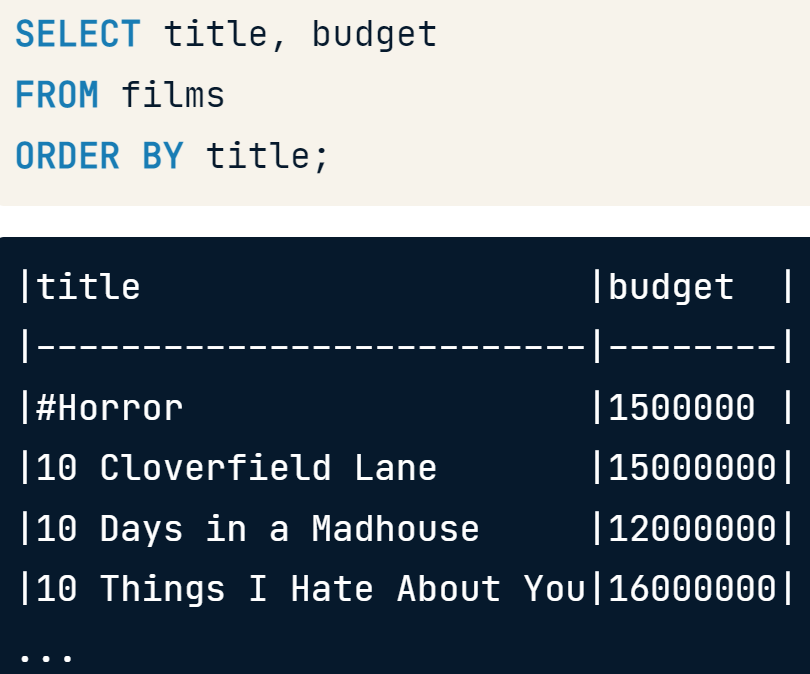 SELECT title, budget
FROM films
ORDER BY title;
|title                     |budget  |
|--------------------------|--------|
|#Horror                   |1500000 |
|10 Cloverfield Lane       |15000000|
|10 Days in a Madhouse     |12000000|
|10 Things I Hate About You|16000000|
...